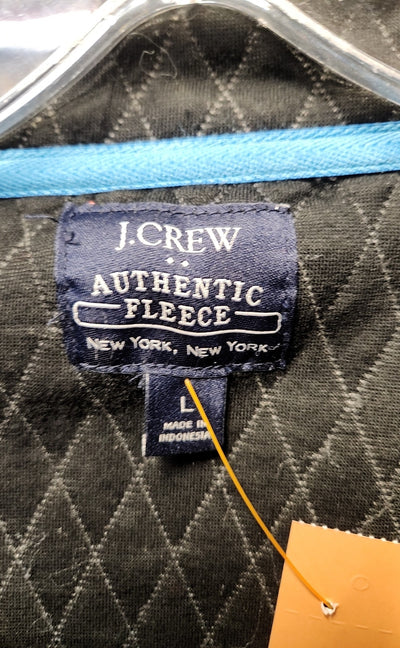 J.CREW
AUTHENTIC
FLEECE
NEW YORK, NEW YORK
L
MADE IN
INDONESIA